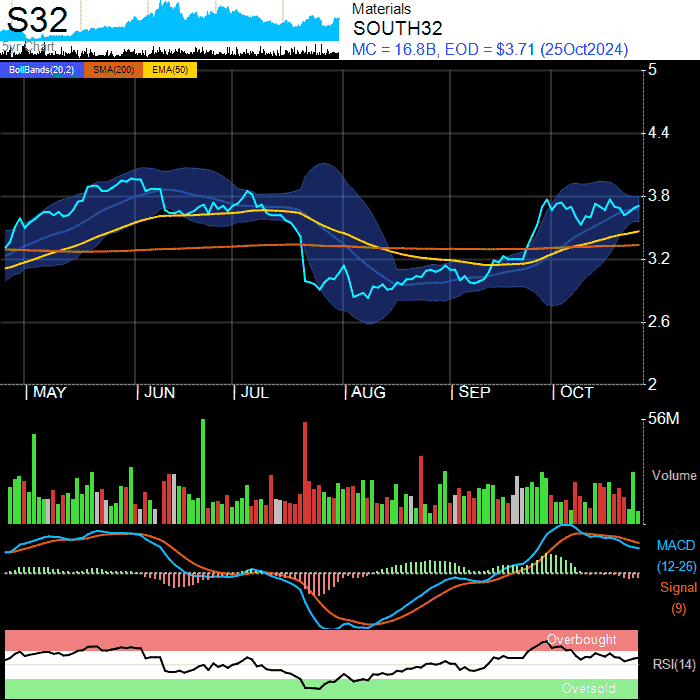 S32
5yr Chart
Materials
SOUTH32
MC = 16.8B, EOD = $3.71 (25Oct2024)
BollBands(20,2) SMA(200) EMA(50)
5
4.4
3.8
3.2
2.6
2
MAY JUN JUL AUG SEP OCT
56M
Volume
MACD
(12-26)
Signal
(9)
Overbought
RSI(14)
Oversold